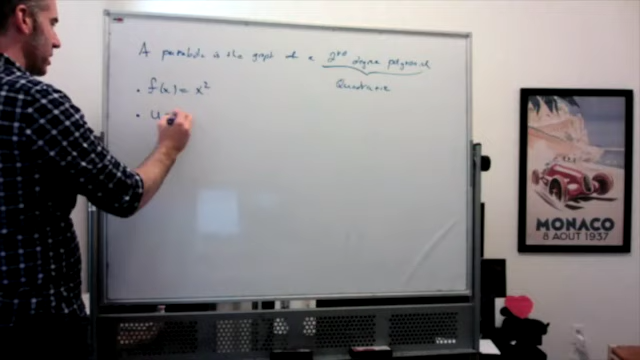 A parabola is the graph of a 2nd degree polynomial
Quadratic
• f(x) = x²
• y =
MONACO
8 AOUT 1937